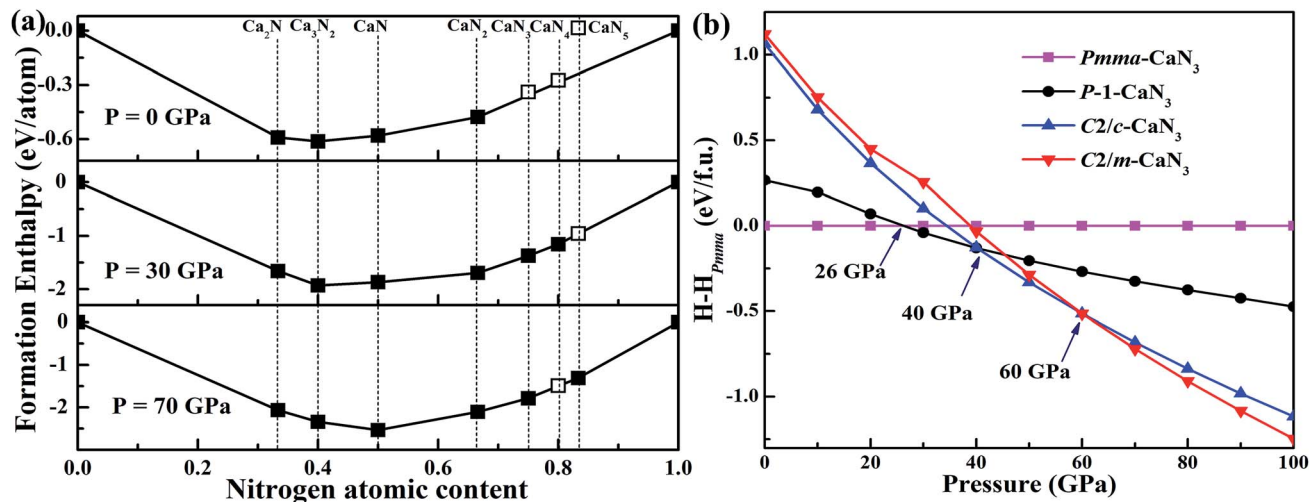 (a)
Ca₂N Ca₃N₂ CaN CaN₂ CaN₃ CaN₄ CaN₅
Formation Enthalpy (eV/atom)
0.0
-0.3
-0.6
P = 0 GPa
0
-1
-2
P = 30 GPa
0
-1
-2
P = 70 GPa
0.0 0.2 0.4 0.6 0.8 1.0
Nitrogen atomic content
(b)
H-H_Pmma (eV/f.u.)
1.0
0.5
0.0
-0.5
-1.0
Pmma-CaN₃
P-1-CaN₃
C2/c-CaN₃
C2/m-CaN₃
26 GPa
40 GPa
60 GPa
0 20 40 60 80 100
Pressure (GPa)